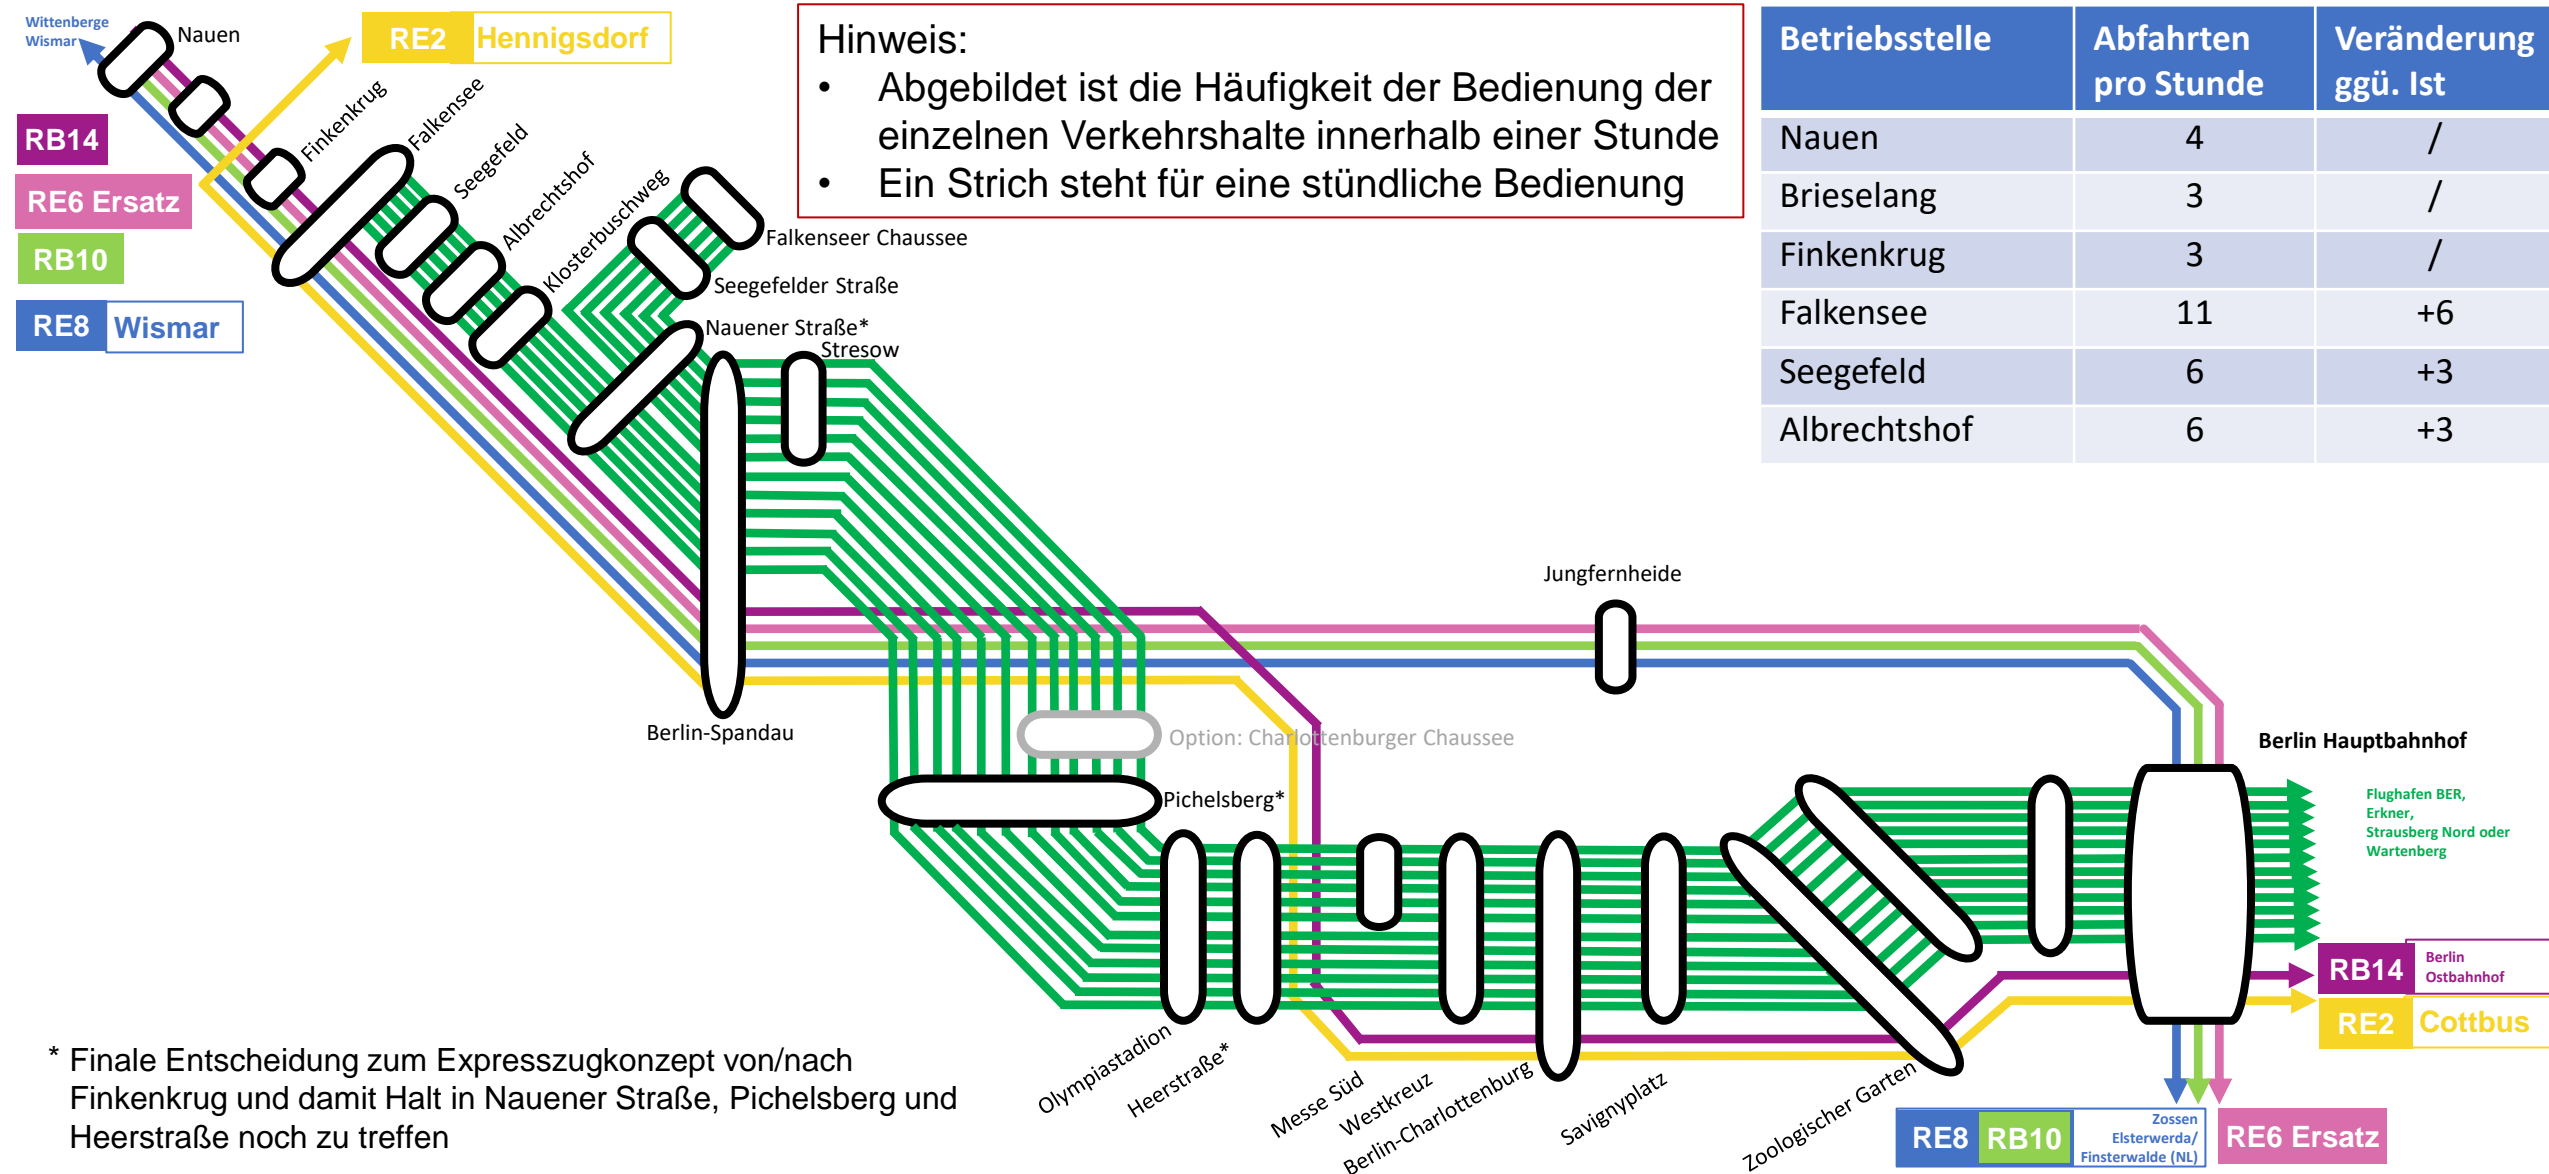 Wittenberge
Wismar
Nauen
RE2 Hennigsdorf
RB14
RE6 Ersatz
RB10
RE8 Wismar
Finkenkrug
Falkensee
Seegefeld
Albrechtshof
Klosterbuschweg
Falkenseer Chaussee
Seegefelder Straße
Nauener Straße*
Stresow
Hinweis:
• Abgebildet ist die Häufigkeit der Bedienung der
einzelnen Verkehrshalte innerhalb einer Stunde
• Ein Strich steht für eine stündliche Bedienung
Betriebsstelle Abfahrten pro Stunde Veränderung ggü. Ist
Nauen 4 /
Brieselang 3 /
Finkenkrug 3 /
Falkensee 11 +6
Seegefeld 6 +3
Albrechtshof 6 +3
Jungfernheide
Berlin-Spandau
Option: Charlottenburger Chaussee
Pichelsberg*
Berlin Hauptbahnhof
Flughafen BER,
Erkner,
Strausberg Nord oder
Wartenberg
RB14 Berlin
Ostbahnhof
RE2 Cottbus
Olympiastadion
Heerstraße*
Messe Süd
Westkreuz
Berlin-Charlottenburg
Savignyplatz
Zoologischer Garten
RE8 RB10 Zossen
Elsterwerda/
Finsterwalde (NL)
RE6 Ersatz
* Finale Entscheidung zum Expresszugkonzept von/nach
Finkenkrug und damit Halt in Nauener Straße, Pichelsberg und
Heerstraße noch zu treffen